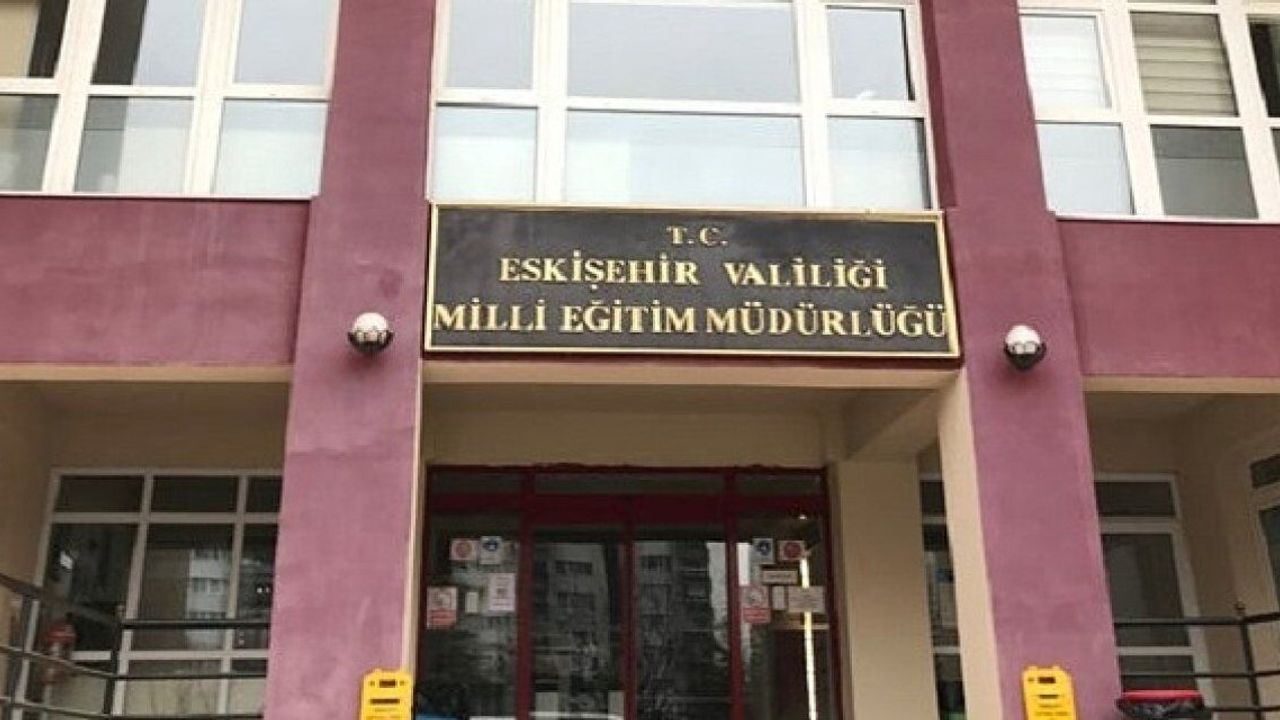 T.C.
ESKİŞEHİR VALİLİĞİ
MİLLİ EĞİTİM MÜDÜRLÜĞÜ